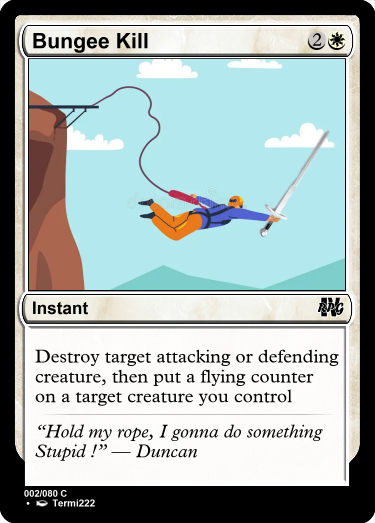 Bungee Kill 2
Instant
Destroy target attacking or defending
creature, then put a flying counter
on a target creature you control
“Hold my rope, I gonna do something
Stupid !” — Duncan
002/080 C
• Termi222